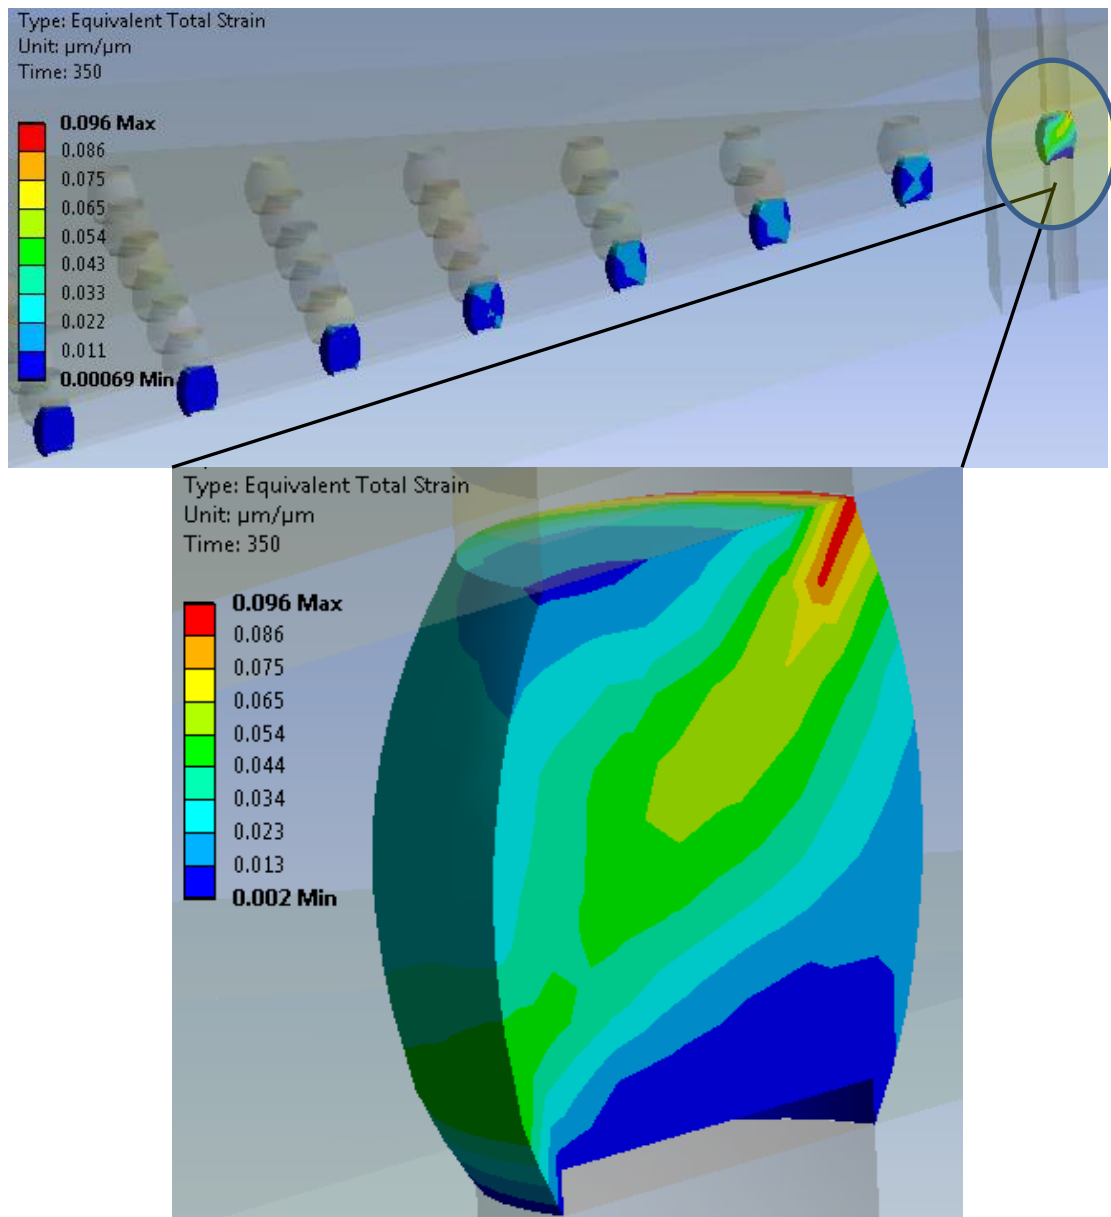 Type: Equivalent Total Strain
Unit: µm/µm
Time: 350
0.096 Max
0.086
0.075
0.065
0.054
0.043
0.033
0.022
0.011
0.00069 Min
Type: Equivalent Total Strain
Unit: µm/µm
Time: 350
0.096 Max
0.086
0.075
0.065
0.054
0.044
0.034
0.023
0.013
0.002 Min